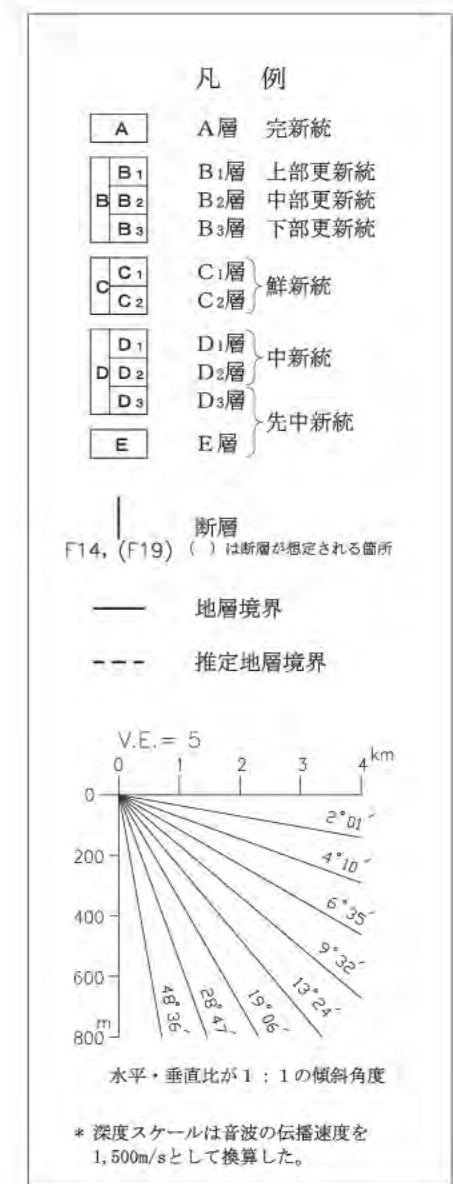 凡 例
A A層 完新統
B B1 B1層 上部更新統
B2 B2層 中部更新統
B3 B3層 下部更新統
C C1 C1層 鮮新統
C2 C2層
D D1 D1層 中新統
D2 D2層
D3 D3層 先中新統
E E層
断層
F14, (F19) ( )は断層が想定される箇所
地層境界
推定地層境界
V.E.= 5
0 1 2 3 4 km
0
200
400
600
m
800
2°01′
4°10′
6°35′
9°32′
13°24′
19°06′
28°47′
48°36′
水平・垂直比が1:1の傾斜角度
* 深度スケールは音波の伝播速度を
1,500m/sとして換算した。